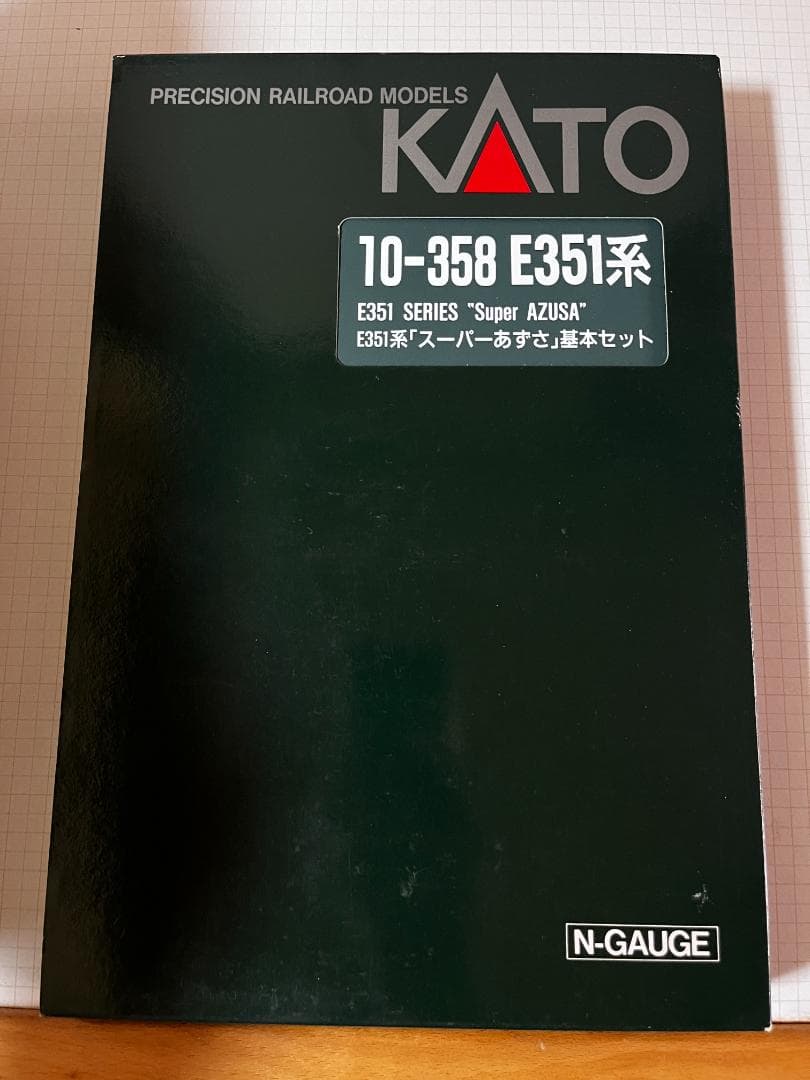 PRECISION RAILROAD MODELS
KATO
10-358 E351系
E351 SERIES "Super AZUSA"
E351系「スーパーあずさ」基本セット
N-GAUGE